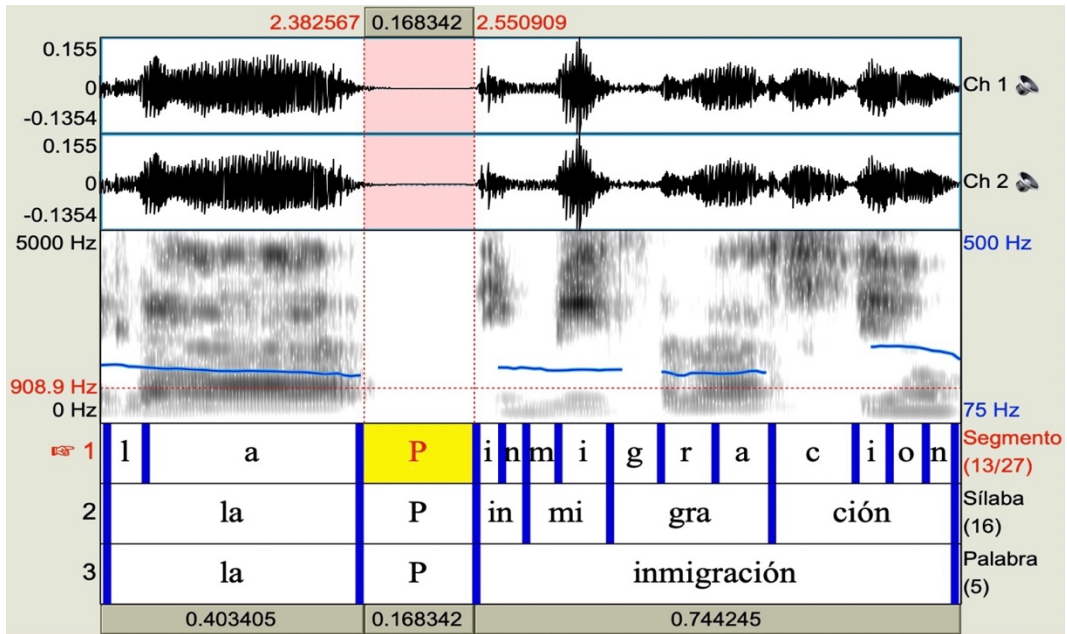 2.382567 0.168342 2.550909
0.155
0
-0.1354
Ch 1
0.155
0
-0.1354
Ch 2
5000 Hz 500 Hz
908.9 Hz
0 Hz 75 Hz
1 l a P i n m i g r a c i o n Segmento (13/27)
2 la P in mi gra ción Sílaba (16)
3 la P inmigración Palabra (5)
0.403405 0.168342 0.744245